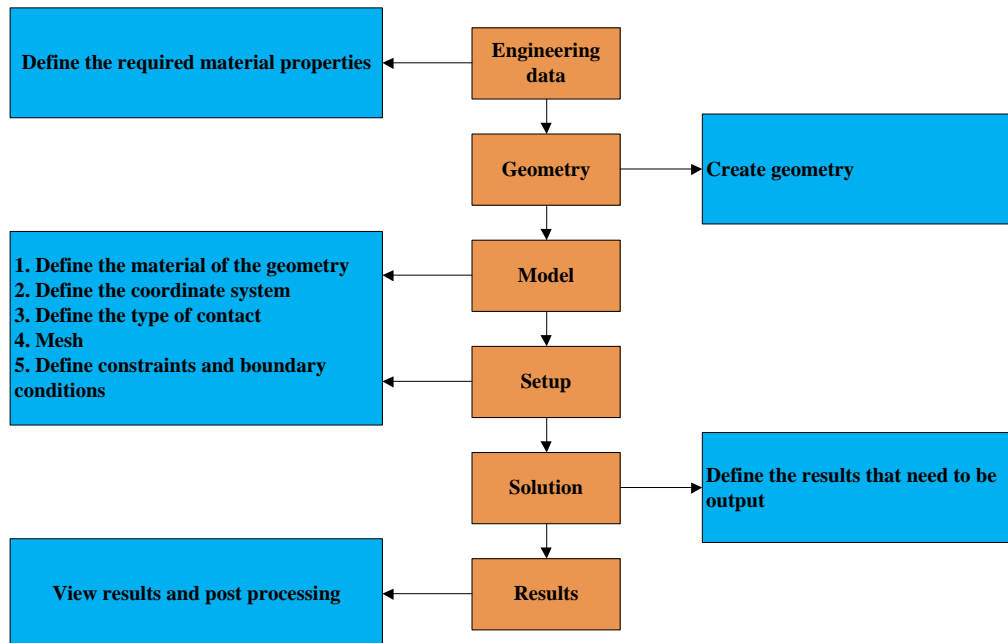 Define the required material properties
Engineering
data
Geometry
Create geometry
1. Define the material of the geometry
2. Define the coordinate system
3. Define the type of contact
4. Mesh
5. Define constraints and boundary
conditions
Model
Setup
Solution
Define the results that need to be
output
View results and post processing
Results